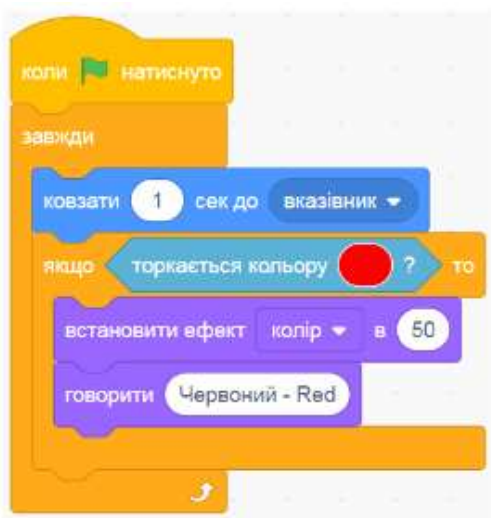 коли натиснуто
завжди
ковзати 1 сек до вказівник
якщо торкається кольору ? то
встановити ефект колір в 50
говорити Червоний - Red